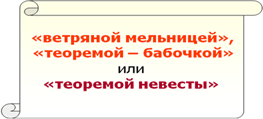 «ветряной мельницей»,
«теоремой – бабочкой»
или
«теоремой невесты»